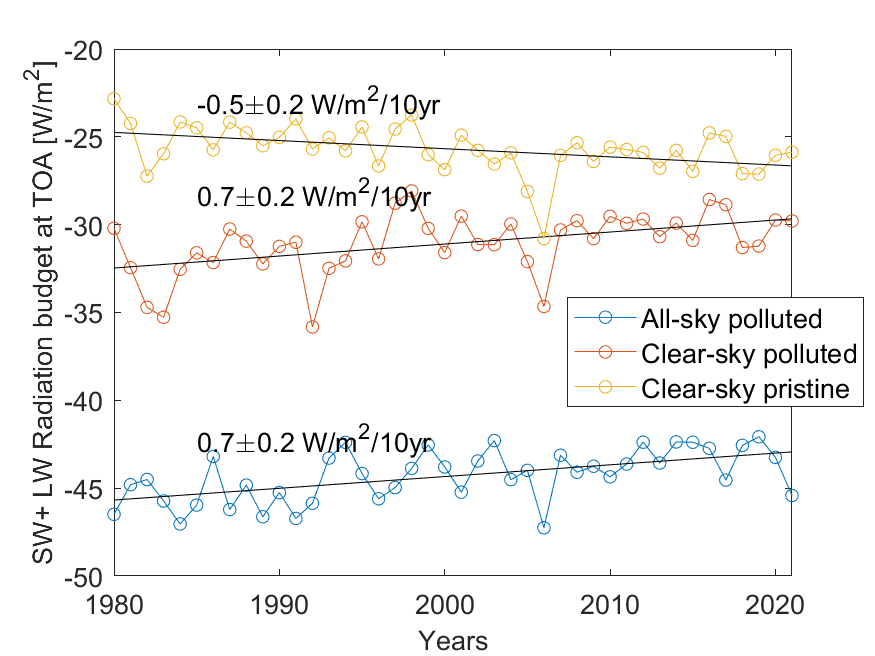 -20
-25
-30
-35
-40
-45
-50
1980
1990
2000
2010
2020
Years
SW+ LW Radiation budget at TOA [W/m²]
-0.5±0.2 W/m²/10yr
0.7±0.2 W/m²/10yr
0.7±0.2 W/m²/10yr
All-sky polluted
Clear-sky polluted
Clear-sky pristine